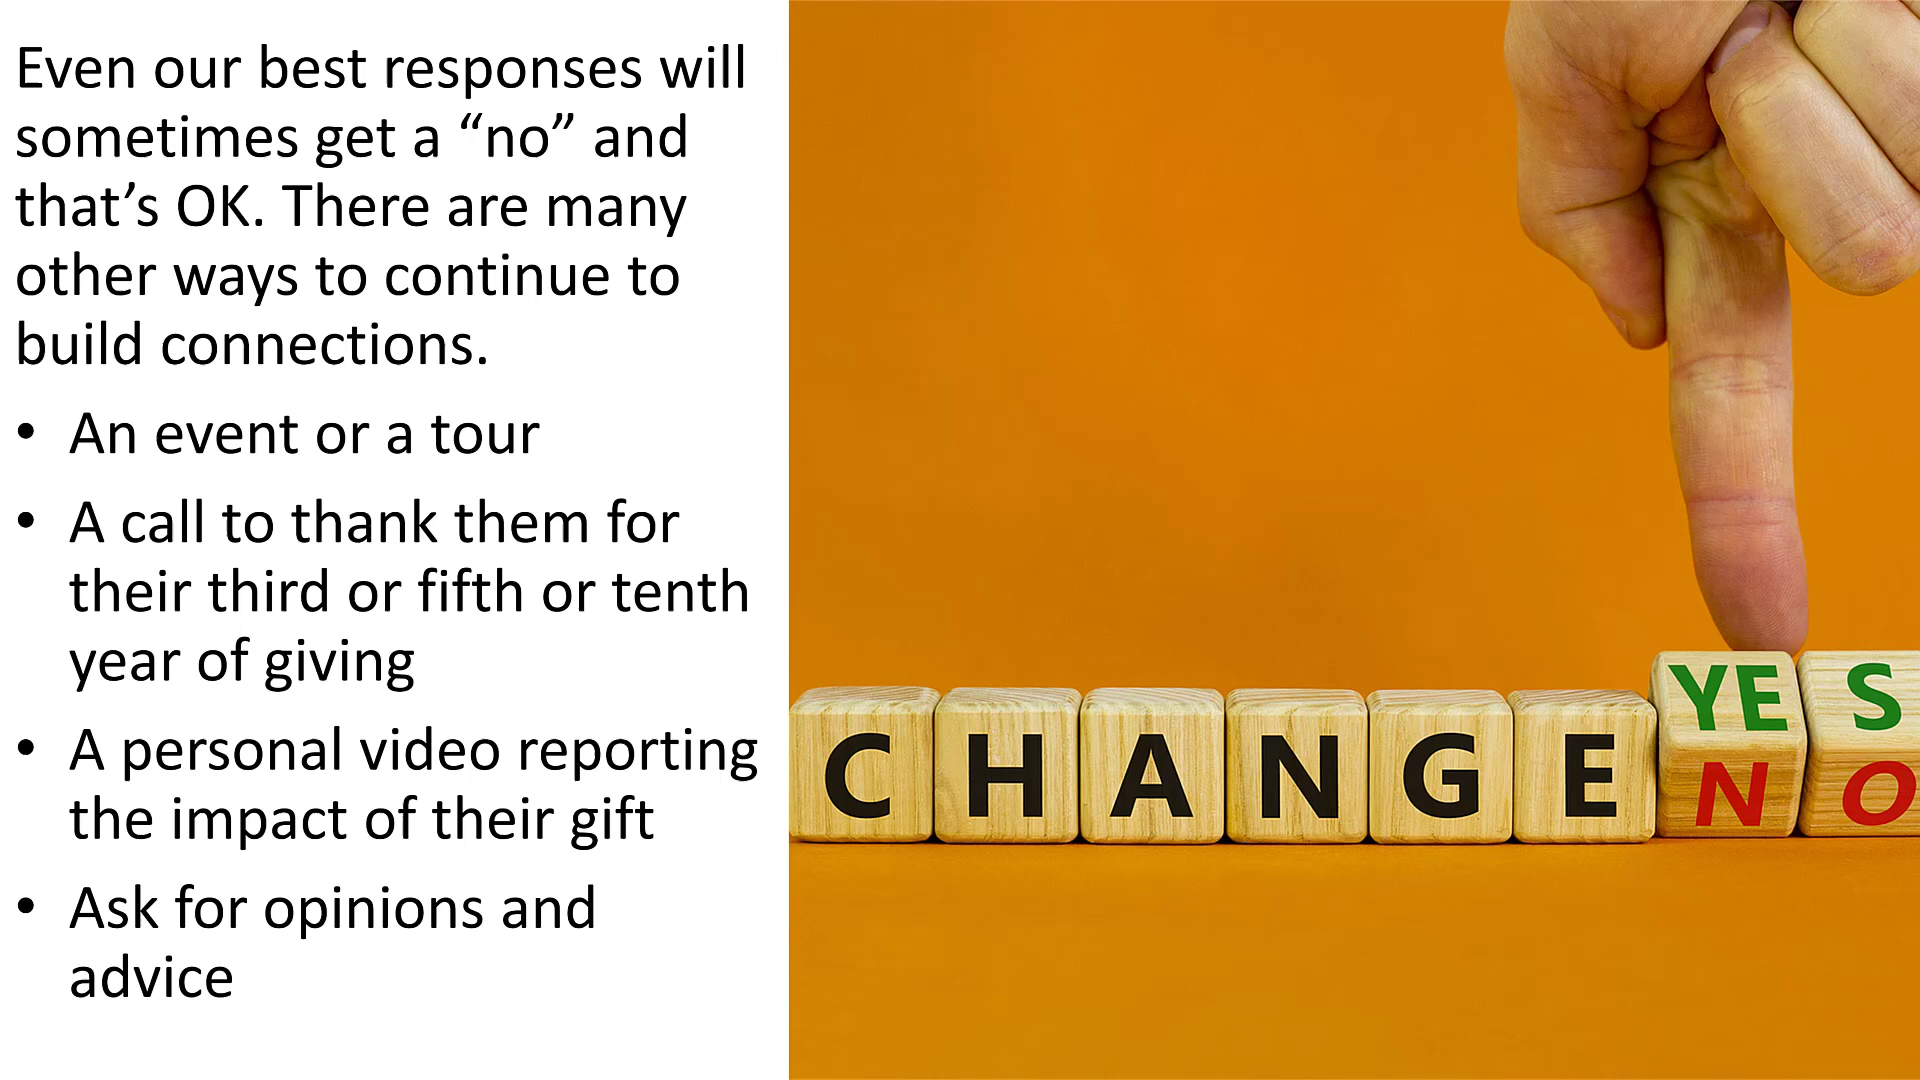 Even our best responses will
sometimes get a “no” and
that’s OK. There are many
other ways to continue to
build connections.
• An event or a tour
• A call to thank them for
their third or fifth or tenth
year of giving
• A personal video reporting
the impact of their gift
• Ask for opinions and
advice
YES
CHANGE NO